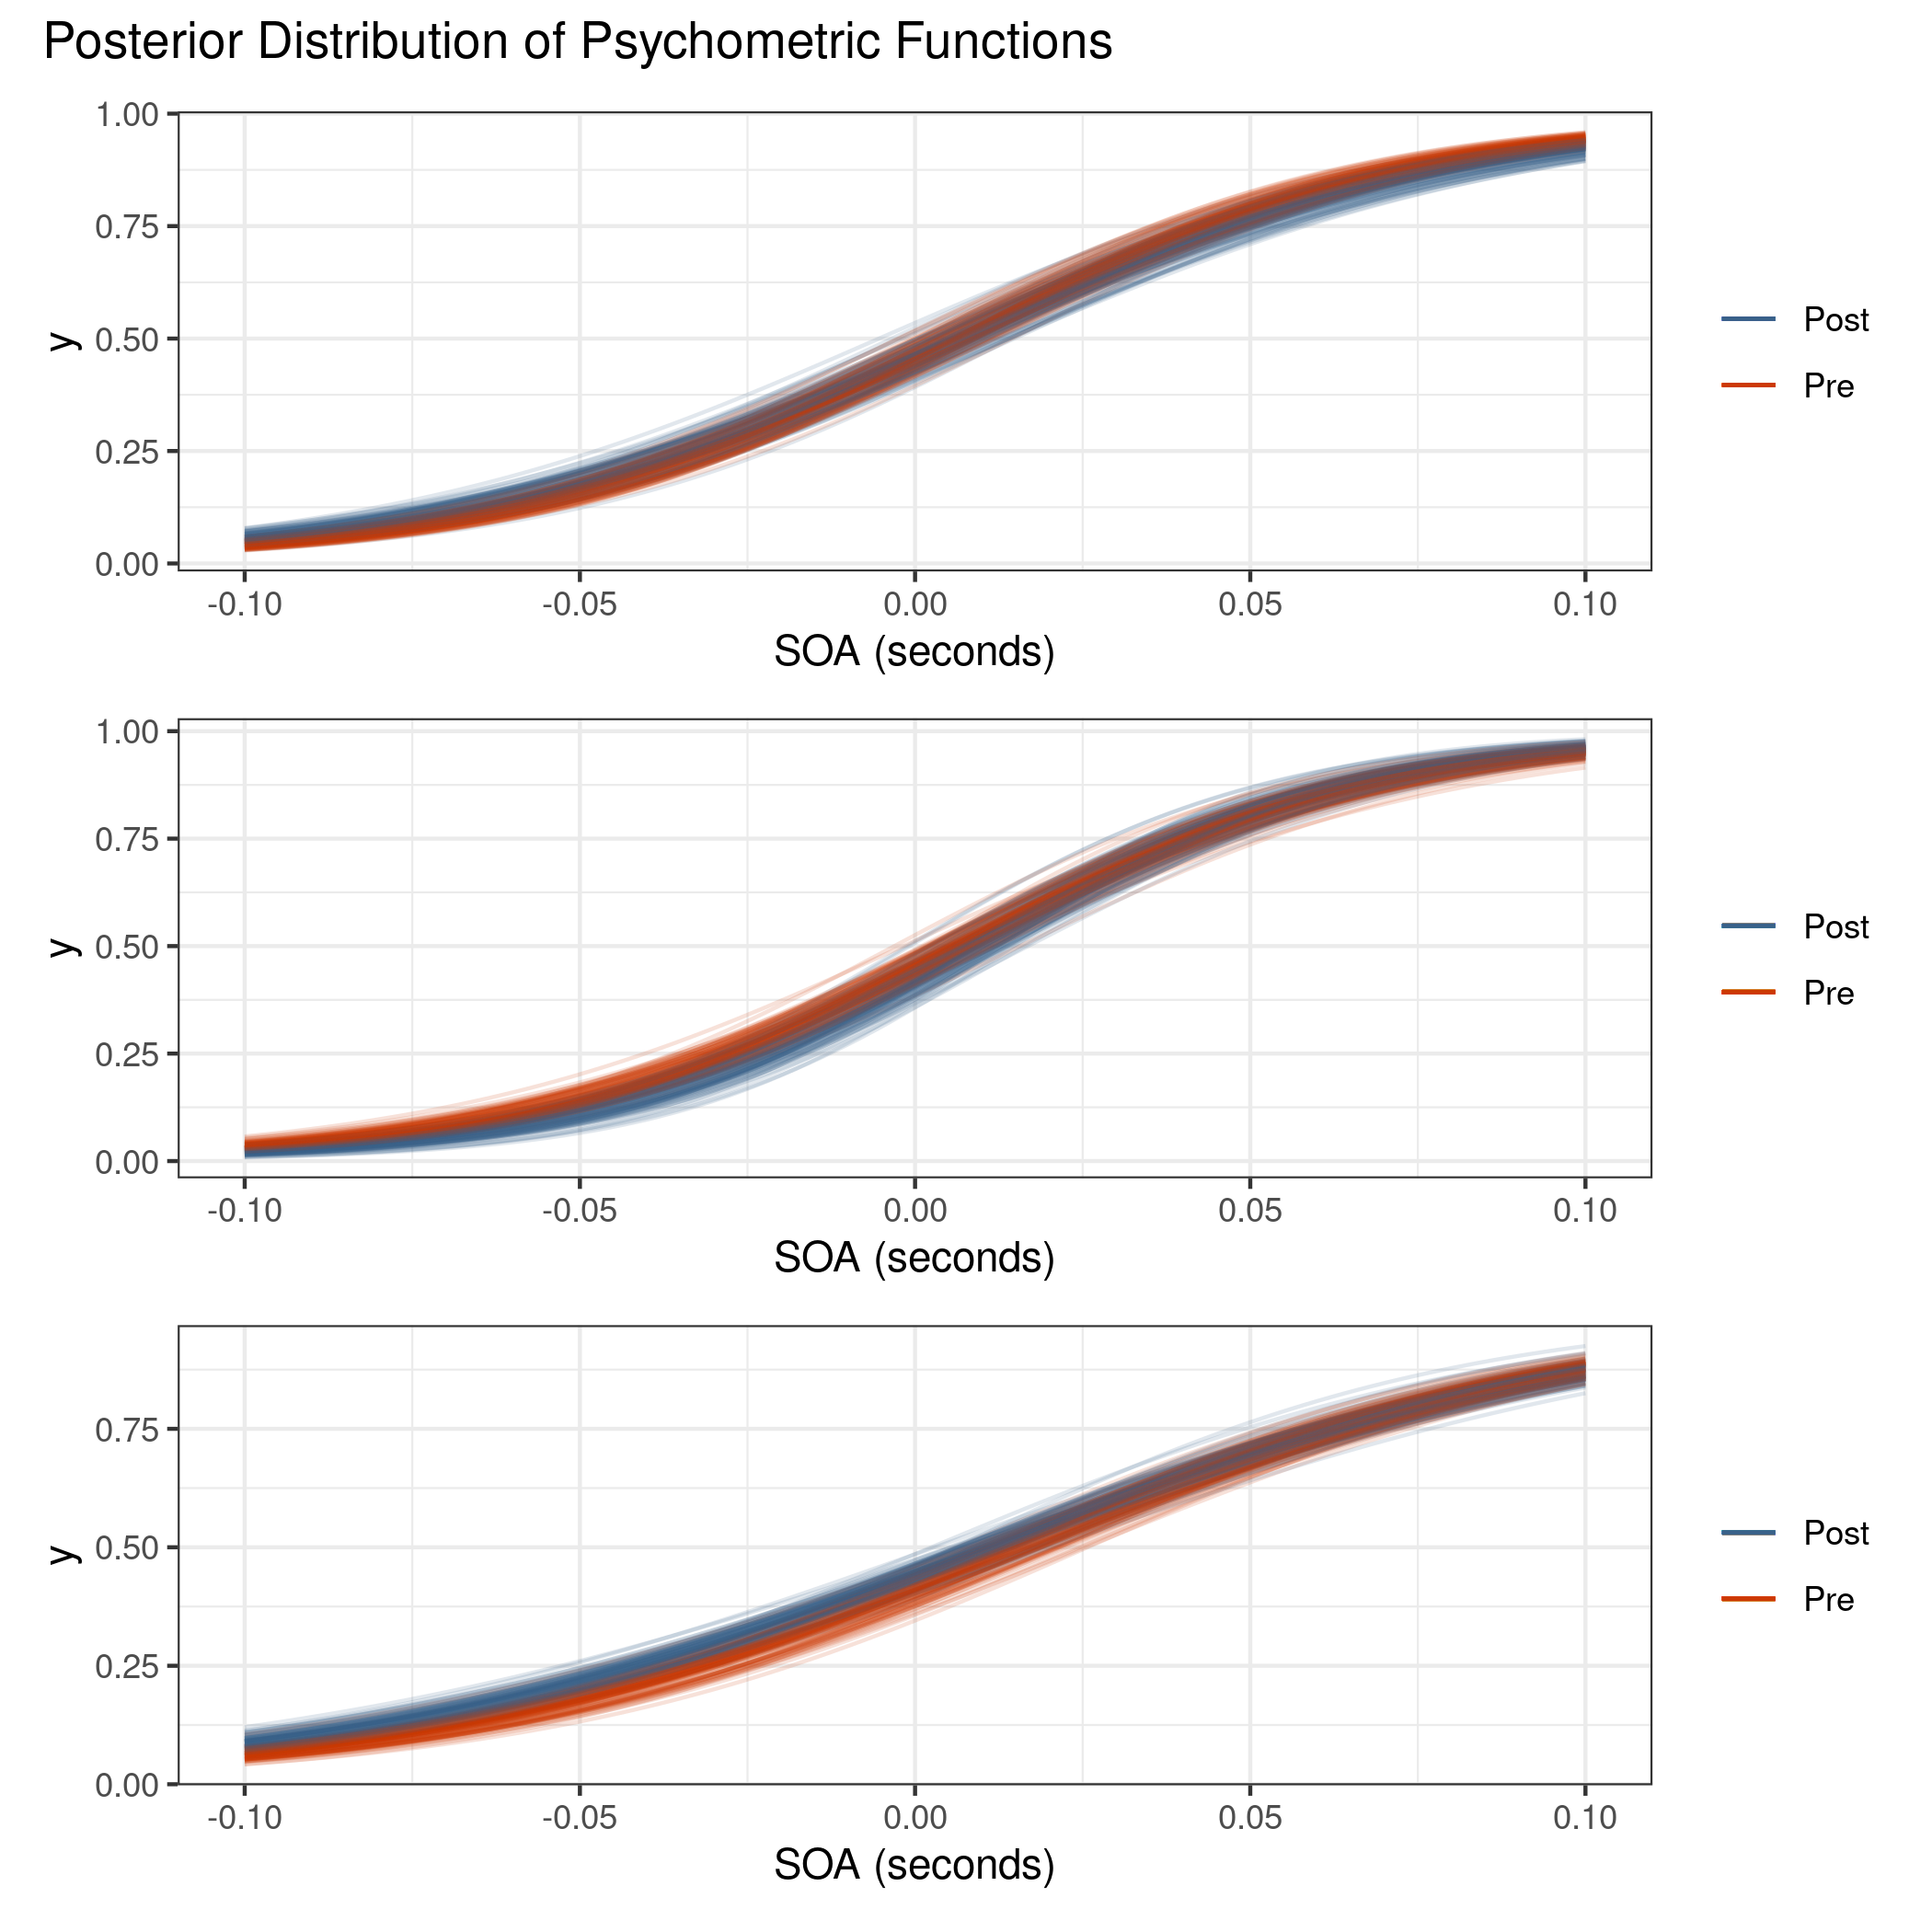 Posterior Distribution of Psychometric Functions
1.00
0.75
0.50
0.25
0.00
y
-0.10 -0.05 0.00 0.05 0.10
SOA (seconds)
Post
Pre
1.00
0.75
0.50
0.25
0.00
y
-0.10 -0.05 0.00 0.05 0.10
SOA (seconds)
Post
Pre
0.75
0.50
0.25
0.00
y
-0.10 -0.05 0.00 0.05 0.10
SOA (seconds)
Post
Pre